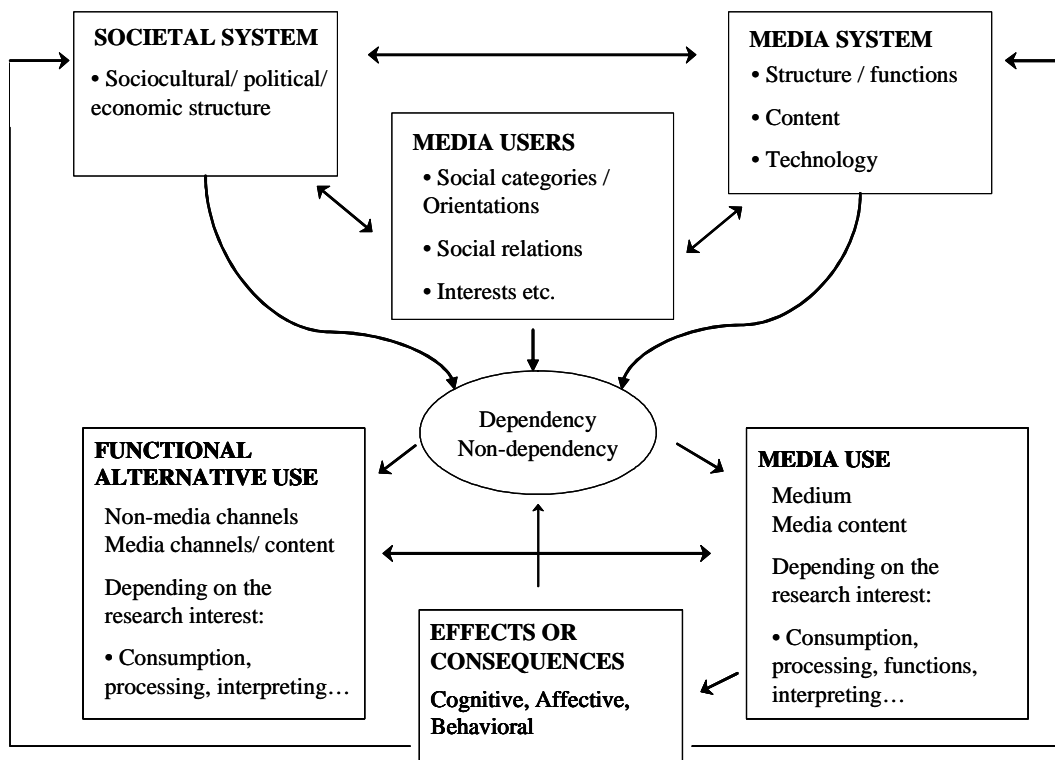 SOCIETAL SYSTEM
• Sociocultural/ political/
economic structure
MEDIA SYSTEM
• Structure / functions
• Content
• Technology
MEDIA USERS
• Social categories /
Orientations
• Social relations
• Interests etc.
Dependency
Non-dependency
FUNCTIONAL
ALTERNATIVE USE
Non-media channels
Media channels/ content
Depending on the
research interest:
• Consumption,
processing, interpreting…
MEDIA USE
Medium
Media content
Depending on the
research interest:
• Consumption,
processing, functions,
interpreting…
EFFECTS OR
CONSEQUENCES
Cognitive, Affective,
Behavioral